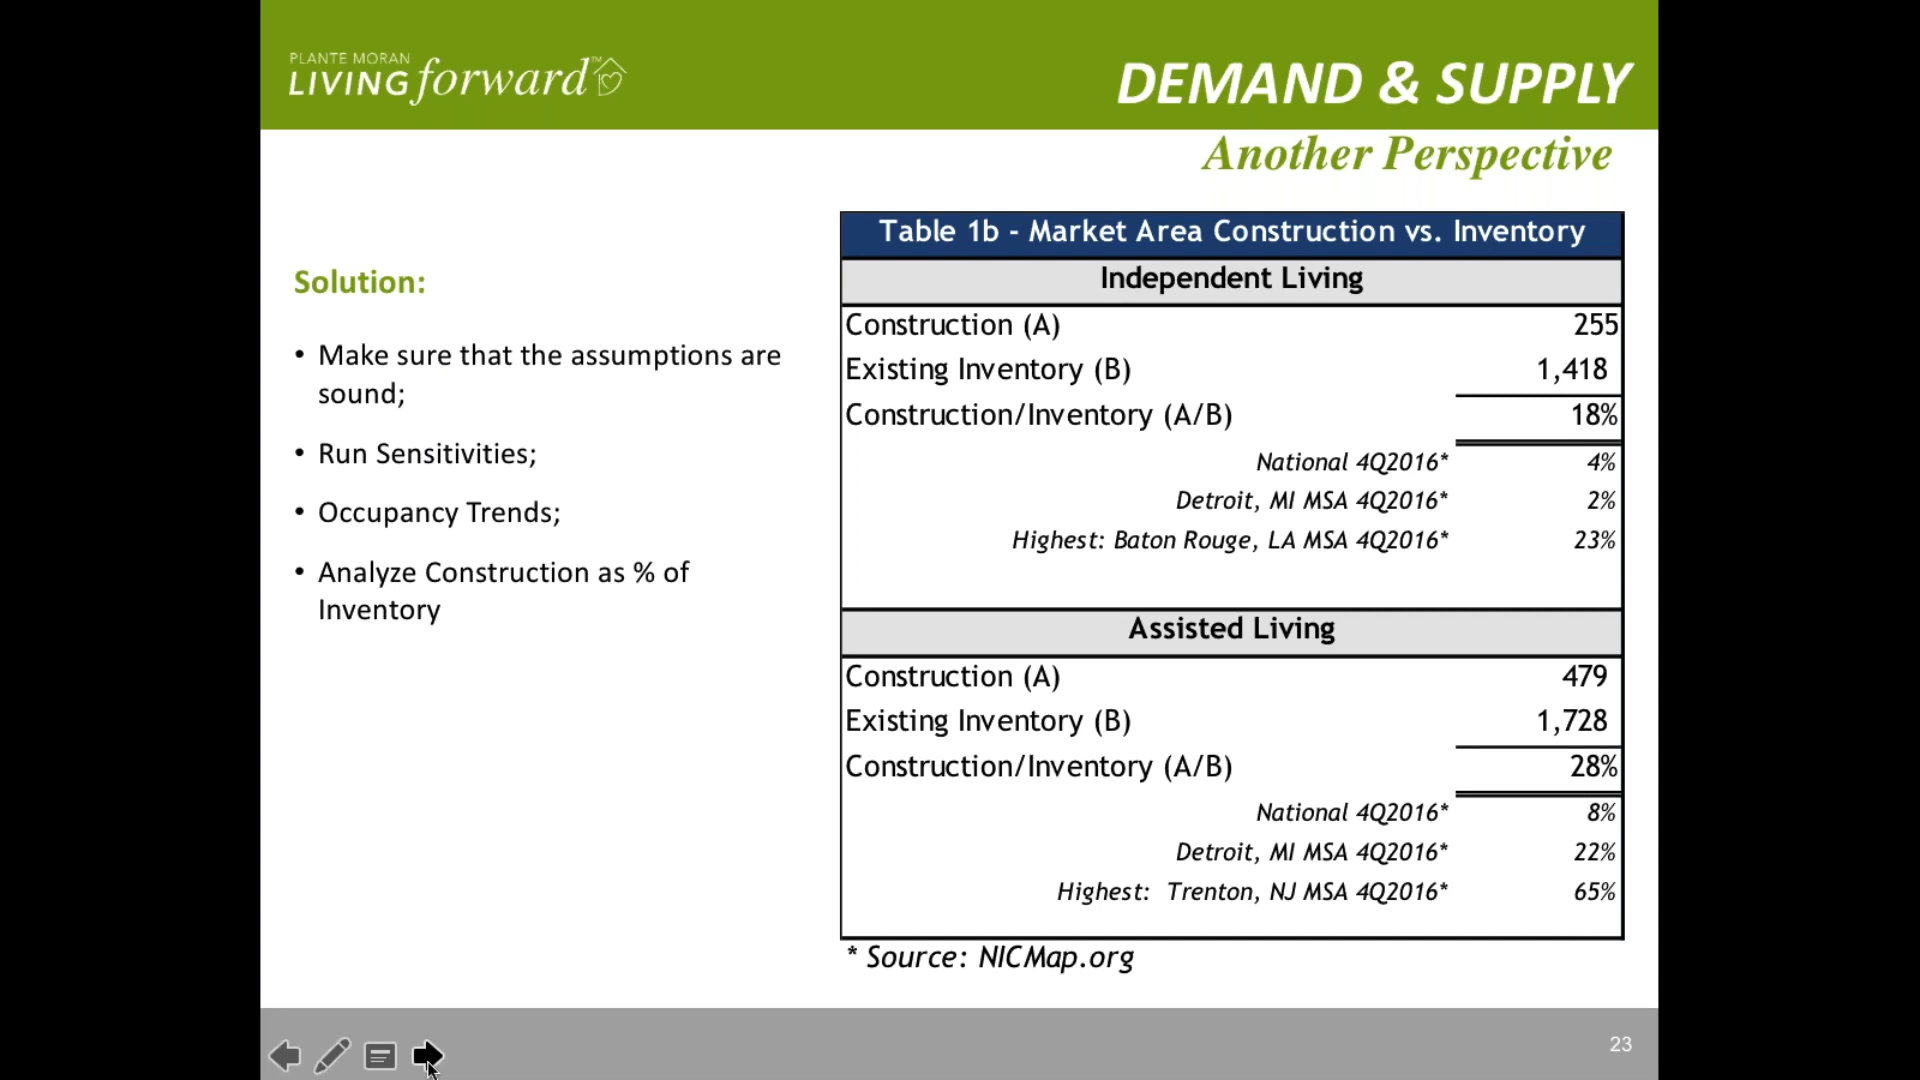 PLANTE MORAN
LIVING forward™
DEMAND & SUPPLY
Another Perspective
Solution:
• Make sure that the assumptions are
sound;
• Run Sensitivities;
• Occupancy Trends;
• Analyze Construction as % of
Inventory
Table 1b - Market Area Construction vs. Inventory
Independent Living
Construction (A) 255
Existing Inventory (B) 1,418
Construction/Inventory (A/B) 18%
National 4Q2016* 4%
Detroit, MI MSA 4Q2016* 2%
Highest: Baton Rouge, LA MSA 4Q2016* 23%
Assisted Living
Construction (A) 479
Existing Inventory (B) 1,728
Construction/Inventory (A/B) 28%
National 4Q2016* 8%
Detroit, MI MSA 4Q2016* 22%
Highest: Trenton, NJ MSA 4Q2016* 65%
* Source: NICMap.org
23